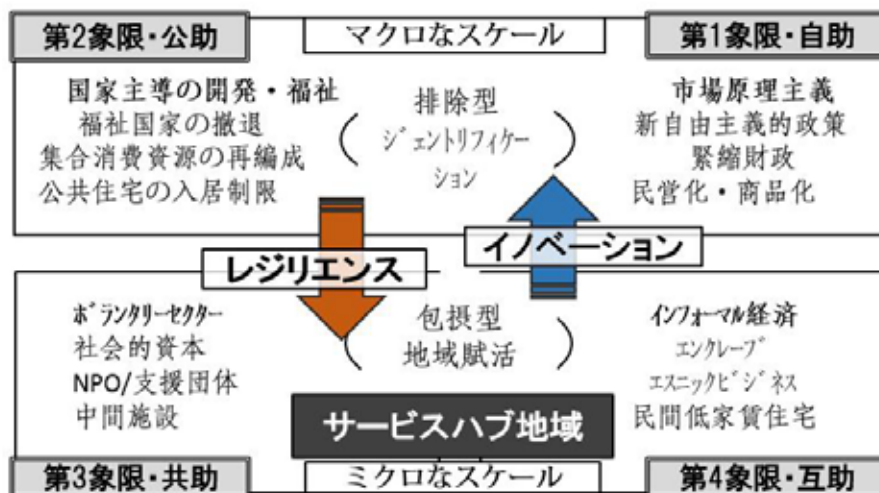 第2象限・公助
マクロなスケール
第1象限・自助
国家主導の開発・福祉
福祉国家の撤退
集合消費資源の再編成
公共住宅の入居制限
排除型
ジェントリフィケー
ション
市場原理主義
新自由主義的政策
緊縮財政
民営化・商品化
レジリエンス
イノベーション
ボランタリーセクター
社会的資本
NPO/支援団体
中間施設
包摂型
地域賦活
インフォーマル経済
エンクレーブ
エスニックビジネス
民間低家賃住宅
サービスハブ地域
第3象限・共助
ミクロなスケール
第4象限・互助